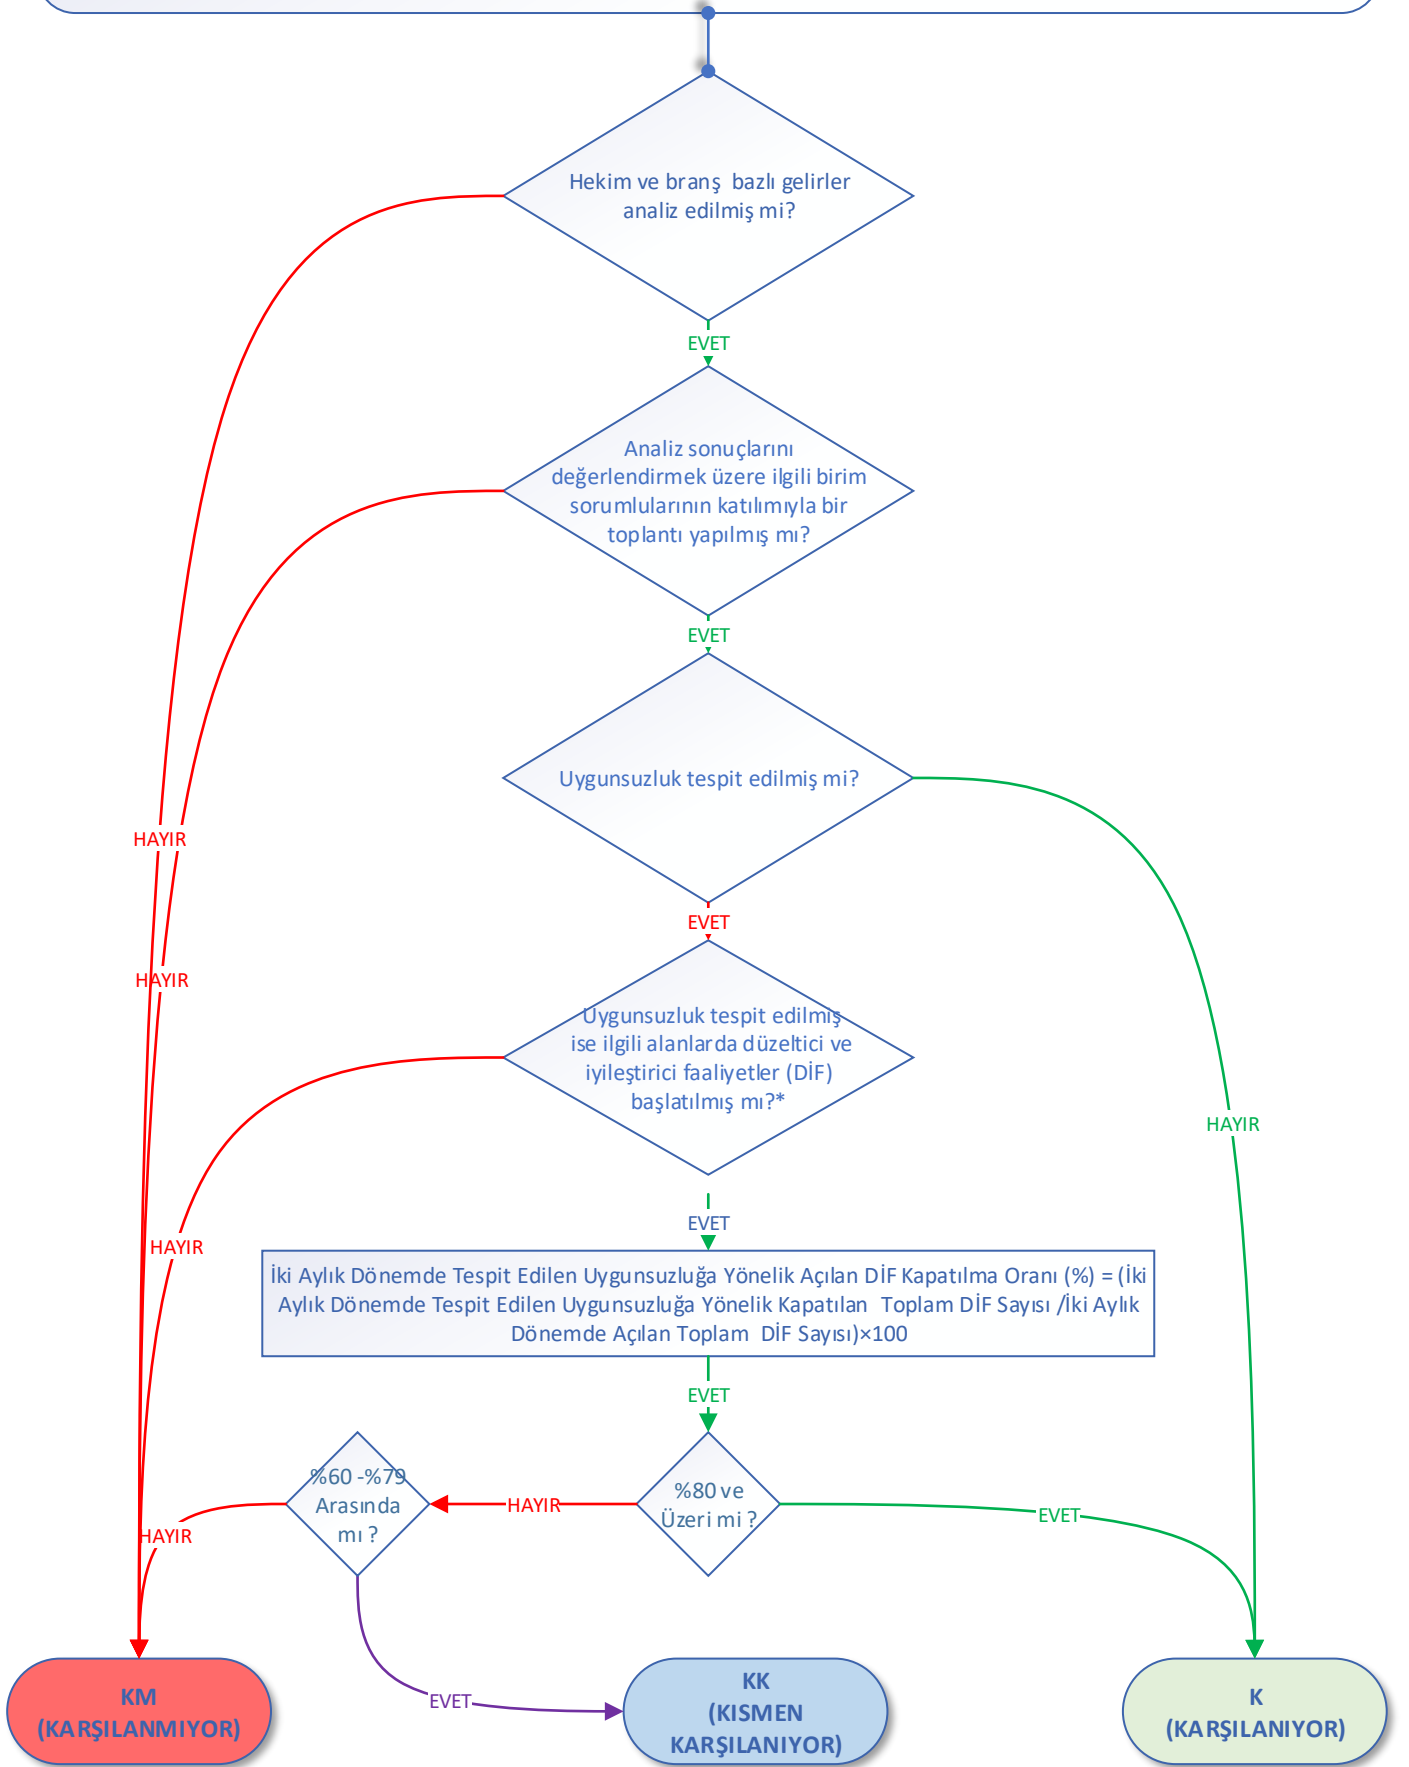 Hekim ve branş bazlı gelirler
analiz edilmiş mi?
EVET
Analiz sonuçlarını
değerlendirmek üzere ilgili birim
sorumlularının katılımıyla bir
toplantı yapılmış mı?
EVET
Uygunsuzluk tespit edilmiş mi?
HAYIR
EVET
HAYIR
Uygunsuzluk tespit edilmiş
ise ilgili alanlarda düzeltici ve
iyileştirici faaliyetler (DİF)
başlatılmış mı?*
HAYIR
EVET
HAYIR
İki Aylık Dönemde Tespit Edilen Uygunsuzluğa Yönelik Açılan DİF Kapatılma Oranı (%) = (İki
Aylık Dönemde Tespit Edilen Uygunsuzluğa Yönelik Kapatılan Toplam DİF Sayısı /İki Aylık
Dönemde Açılan Toplam DİF Sayısı)×100
EVET
%60 -%79
Arasında
mı ?
HAYIR
%80 ve
Üzeri mi ?
EVET
HAYIR
EVET
KM
(KARŞILANMIYOR)
KK
(KISMEN
KARŞILANIYOR)
K
(KARŞILANIYOR)